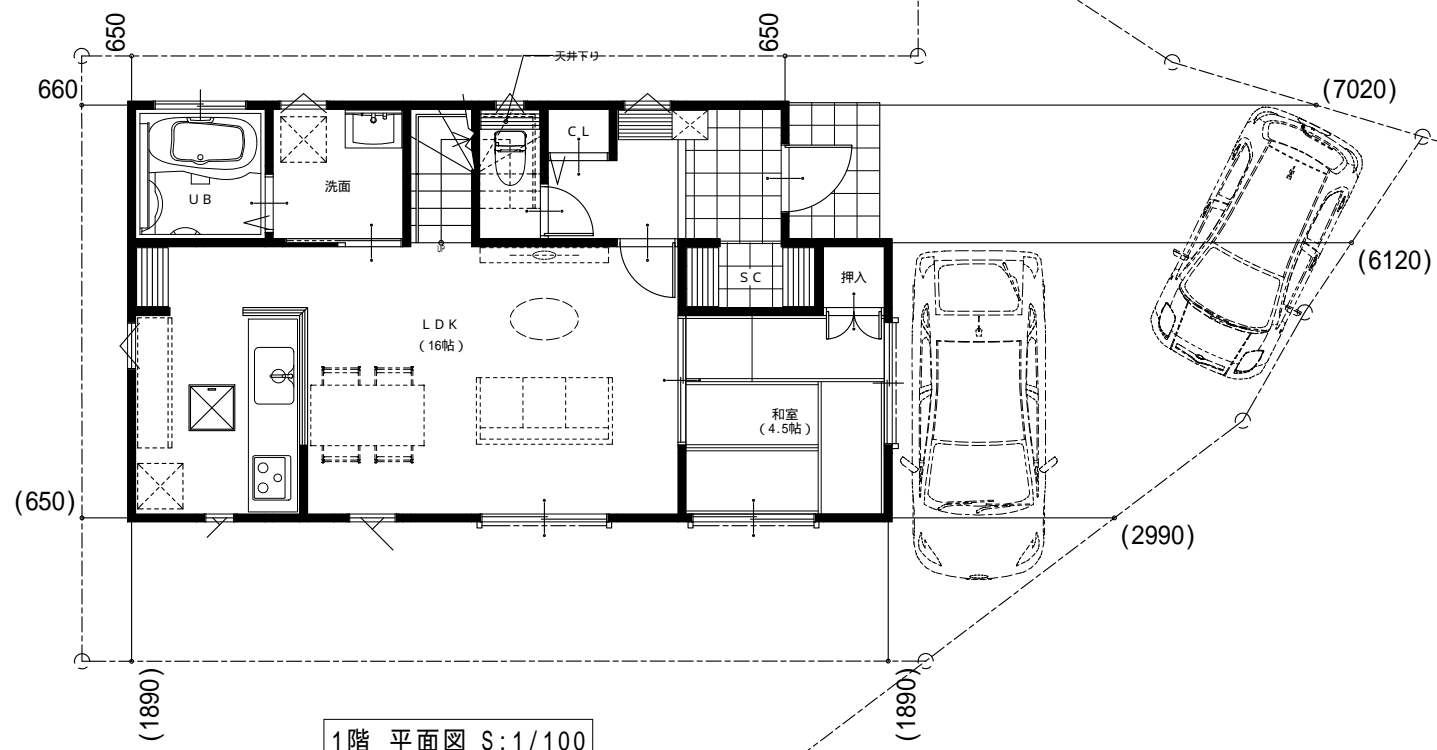 650
650
天井下り
660
(7020)
CL
洗面
UB
UP
(6120)
SC
押入
LDK
(16帖)
和室
(4.5帖)
(650)
(2990)
(1890)
(1890)
1階 平面図 S:1/100